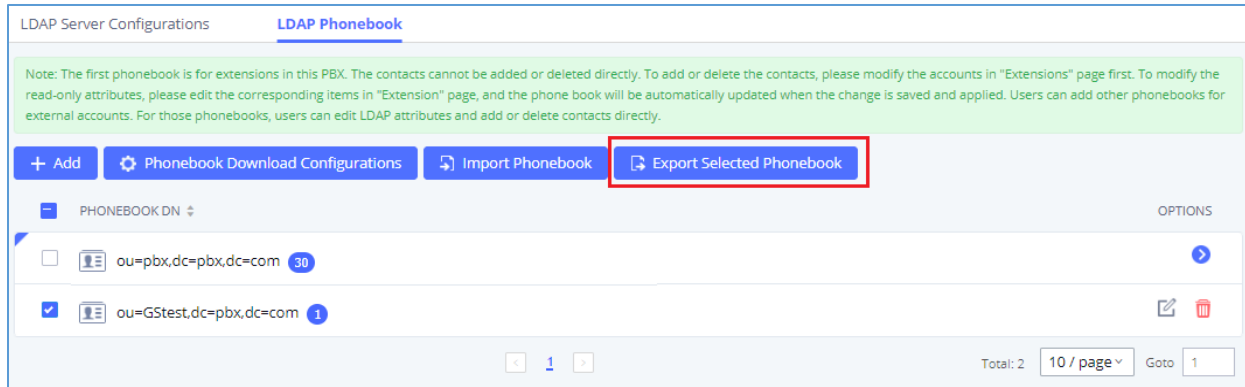 LDAP Server Configurations LDAP Phonebook
Note: The first phonebook is for extensions in this PBX. The contacts cannot be added or deleted directly. To add or delete the contacts, please modify the accounts in "Extensions" page first. To modify the
read-only attributes, please edit the corresponding items in "Extension" page, and the phone book will be automatically updated when the change is saved and applied. Users can add other phonebooks for
external accounts. For those phonebooks, users can edit LDAP attributes and add or delete contacts directly.
+ Add Phonebook Download Configurations Import Phonebook Export Selected Phonebook
PHONEBOOK DN OPTIONS
ou=pbx,dc=pbx,dc=com 30
ou=GStest,dc=pbx,dc=com 1
< 1 > Total: 2 10 / page Goto 1